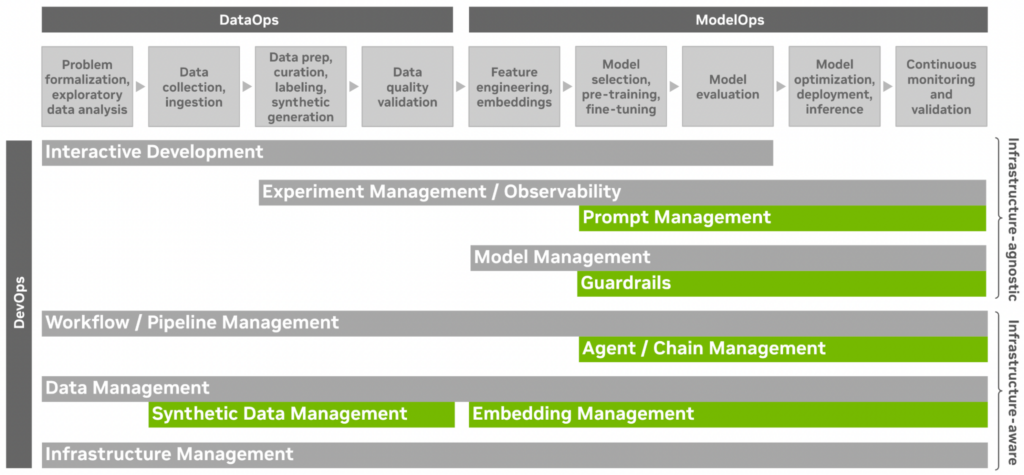 DataOps
ModelOps
Problem
formalization,
exploratory
data analysis
Data
collection,
ingestion
Data prep,
curation,
labeling,
synthetic
generation
Data
quality
validation
Feature
engineering,
embeddings
Model
selection,
pre-training,
fine-tuning
Model
evaluation
Model
optimization,
deployment,
inference
Continuous
monitoring
and
validation
DevOps
Interactive Development
Experiment Management / Observability
Prompt Management
Model Management
Guardrails
Infrastructure-agnostic
Workflow / Pipeline Management
Agent / Chain Management
Data Management
Synthetic Data Management
Embedding Management
Infrastructure Management
Infrastructure-aware